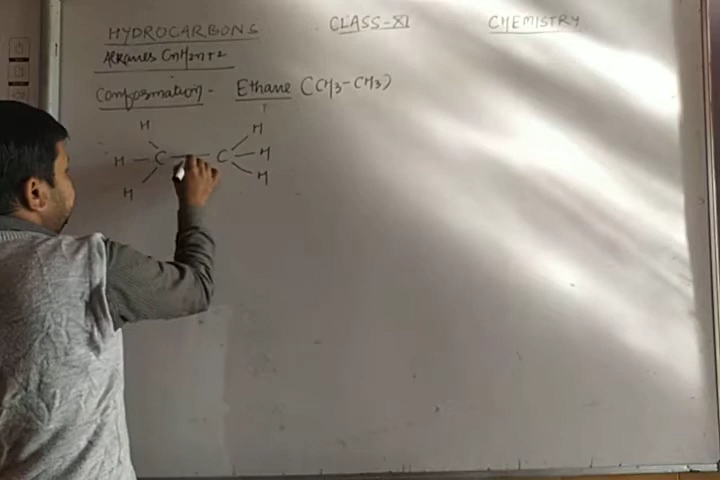 HYDROCARBONS CLASS-XI CHEMISTRY
Alkanes CnH2n+2
Conformation - Ethane (CH3-CH3)
H H
H - C - C - H
H H